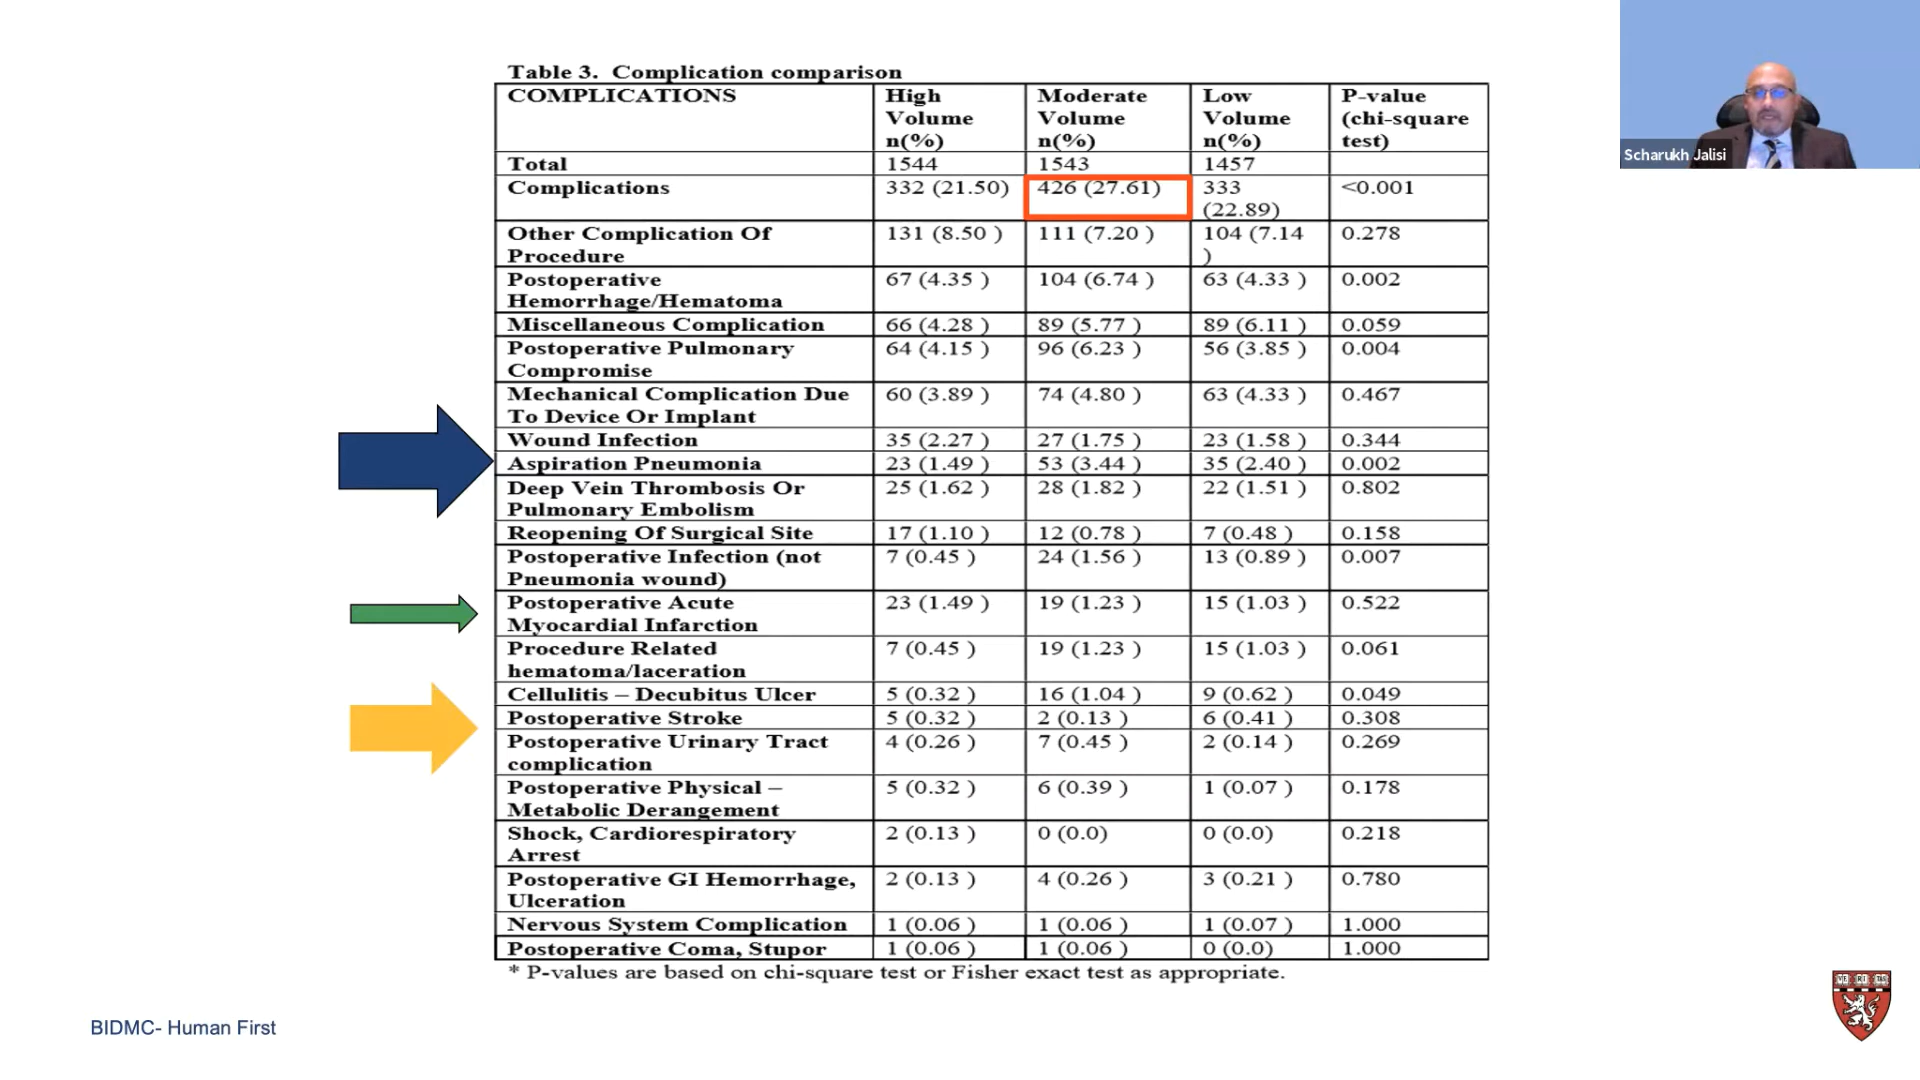 Scharukh Jalisi
Table 3. Complication comparison
COMPLICATIONS High Volume n(%) Moderate Volume n(%) Low Volume n(%) P-value (chi-square test)
Total 1544 1543 1457
Complications 332 (21.50) 426 (27.61) 333 (22.89) <0.001
Other Complication Of Procedure 131 (8.50 ) 111 (7.20 ) 104 (7.14 ) 0.278
Postoperative Hemorrhage/Hematoma 67 (4.35 ) 104 (6.74 ) 63 (4.33 ) 0.002
Miscellaneous Complication 66 (4.28 ) 89 (5.77 ) 89 (6.11 ) 0.059
Postoperative Pulmonary Compromise 64 (4.15 ) 96 (6.23 ) 56 (3.85 ) 0.004
Mechanical Complication Due To Device Or Implant 60 (3.89 ) 74 (4.80 ) 63 (4.33 ) 0.467
Wound Infection 35 (2.27 ) 27 (1.75 ) 23 (1.58 ) 0.344
Aspiration Pneumonia 23 (1.49 ) 53 (3.44 ) 35 (2.40 ) 0.002
Deep Vein Thrombosis Or Pulmonary Embolism 25 (1.62 ) 28 (1.82 ) 22 (1.51 ) 0.802
Reopening Of Surgical Site 17 (1.10 ) 12 (0.78 ) 7 (0.48 ) 0.158
Postoperative Infection (not Pneumonia wound) 7 (0.45 ) 24 (1.56 ) 13 (0.89 ) 0.007
Postoperative Acute Myocardial Infarction 23 (1.49 ) 19 (1.23 ) 15 (1.03 ) 0.522
Procedure Related hematoma/laceration 7 (0.45 ) 19 (1.23 ) 15 (1.03 ) 0.061
Cellulitis – Decubitus Ulcer 5 (0.32 ) 16 (1.04 ) 9 (0.62 ) 0.049
Postoperative Stroke 5 (0.32 ) 2 (0.13 ) 6 (0.41 ) 0.308
Postoperative Urinary Tract complication 4 (0.26 ) 7 (0.45 ) 2 (0.14 ) 0.269
Postoperative Physical – Metabolic Derangement 5 (0.32 ) 6 (0.39 ) 1 (0.07 ) 0.178
Shock, Cardiorespiratory Arrest 2 (0.13 ) 0 (0.0) 0 (0.0) 0.218
Postoperative GI Hemorrhage, Ulceration 2 (0.13 ) 4 (0.26 ) 3 (0.21 ) 0.780
Nervous System Complication 1 (0.06 ) 1 (0.06 ) 1 (0.07 ) 1.000
Postoperative Coma, Stupor 1 (0.06 ) 1 (0.06 ) 0 (0.0) 1.000
* P-values are based on chi-square test or Fisher exact test as appropriate.
BIDMC- Human First
VE RI TAS